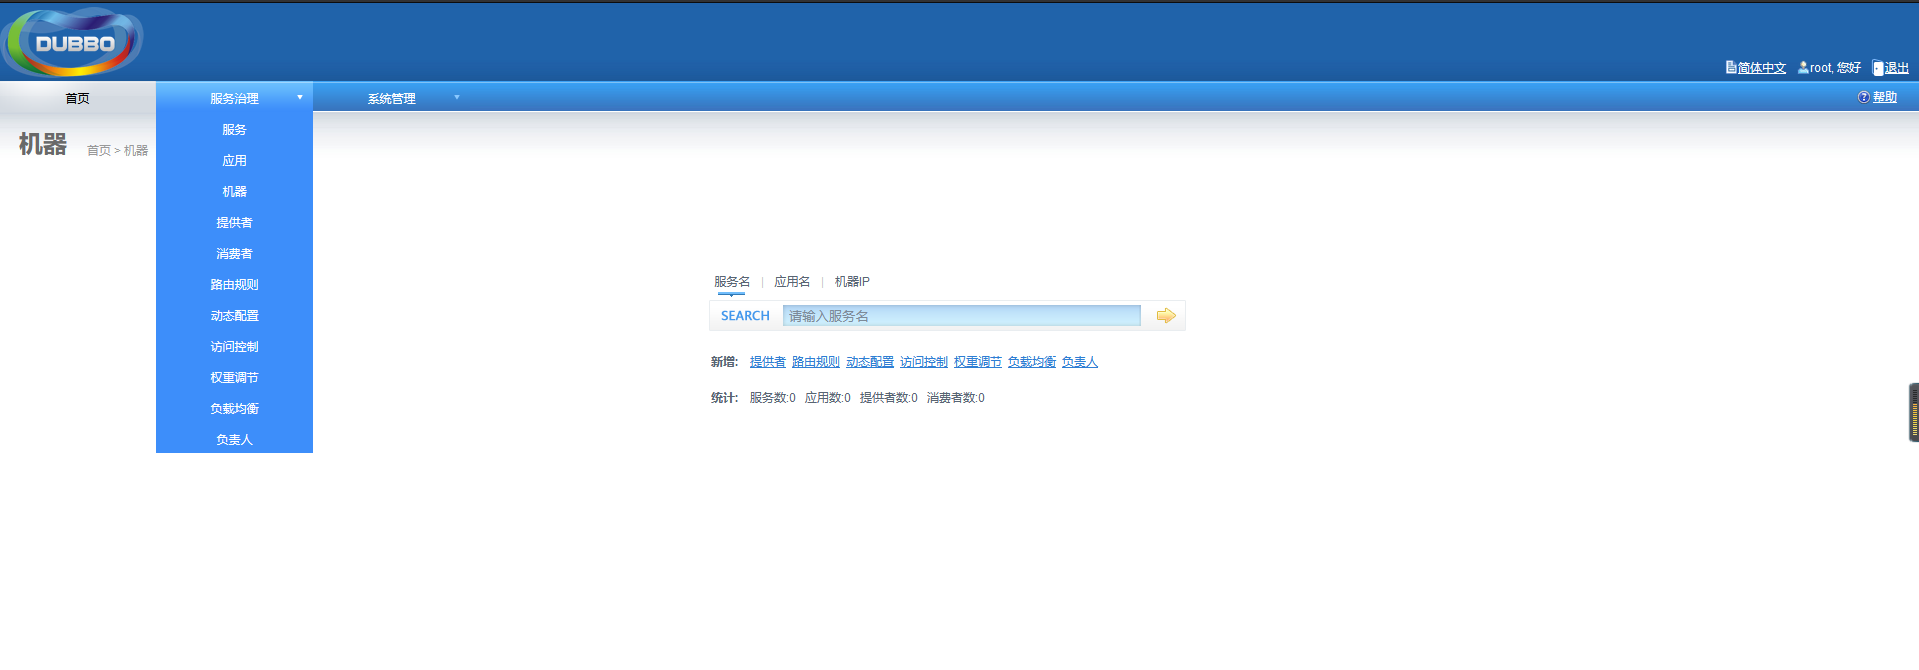 DUBBO
简体中文 root, 您好 退出
首页 服务治理 系统管理 帮助
机器 首页 > 机器
服务
应用
机器
提供者
消费者
路由规则
动态配置
访问控制
权重调节
负载均衡
负责人
服务名 | 应用名 | 机器IP
SEARCH 请输入服务名
新增: 提供者 路由规则 动态配置 访问控制 权重调节 负载均衡 负责人
统计: 服务数:0 应用数:0 提供者数:0 消费者数:0